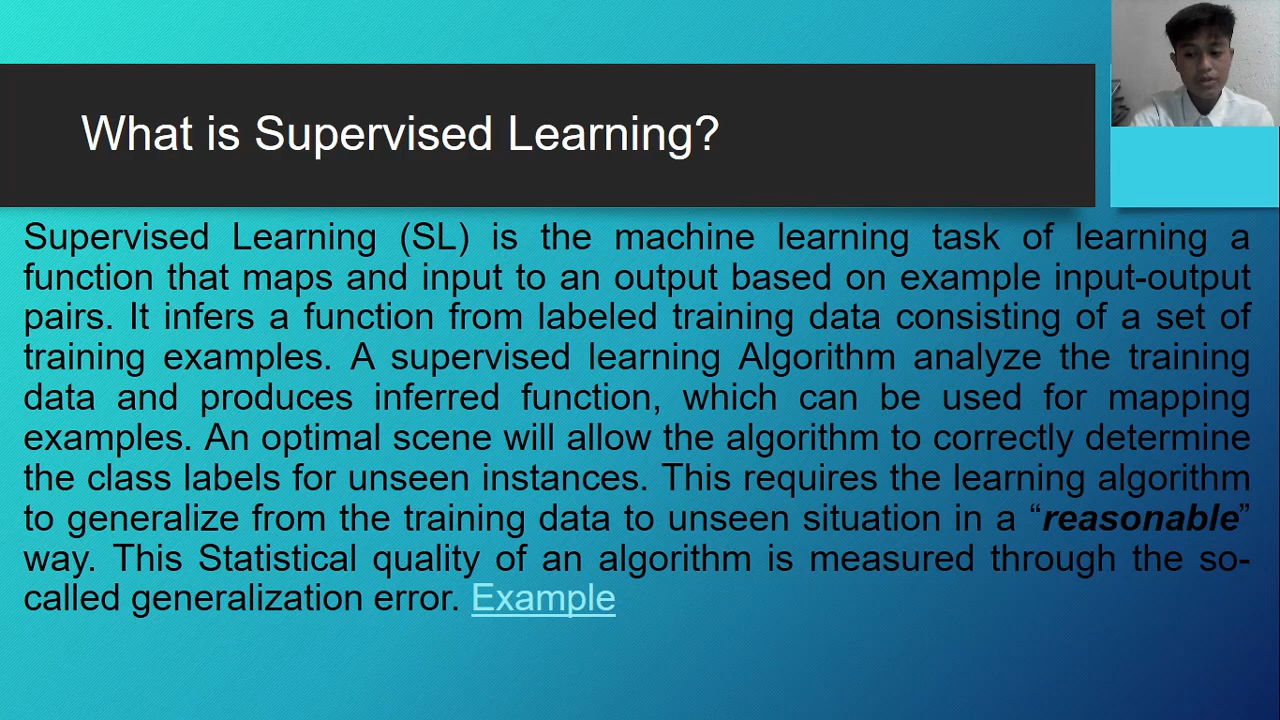 What is Supervised Learning?
Supervised Learning (SL) is the machine learning task of learning a
function that maps and input to an output based on example input-output
pairs. It infers a function from labeled training data consisting of a set of
training examples. A supervised learning Algorithm analyze the training
data and produces inferred function, which can be used for mapping
examples. An optimal scene will allow the algorithm to correctly determine
the class labels for unseen instances. This requires the learning algorithm
to generalize from the training data to unseen situation in a “reasonable”
way. This Statistical quality of an algorithm is measured through the so-
called generalization error. Example